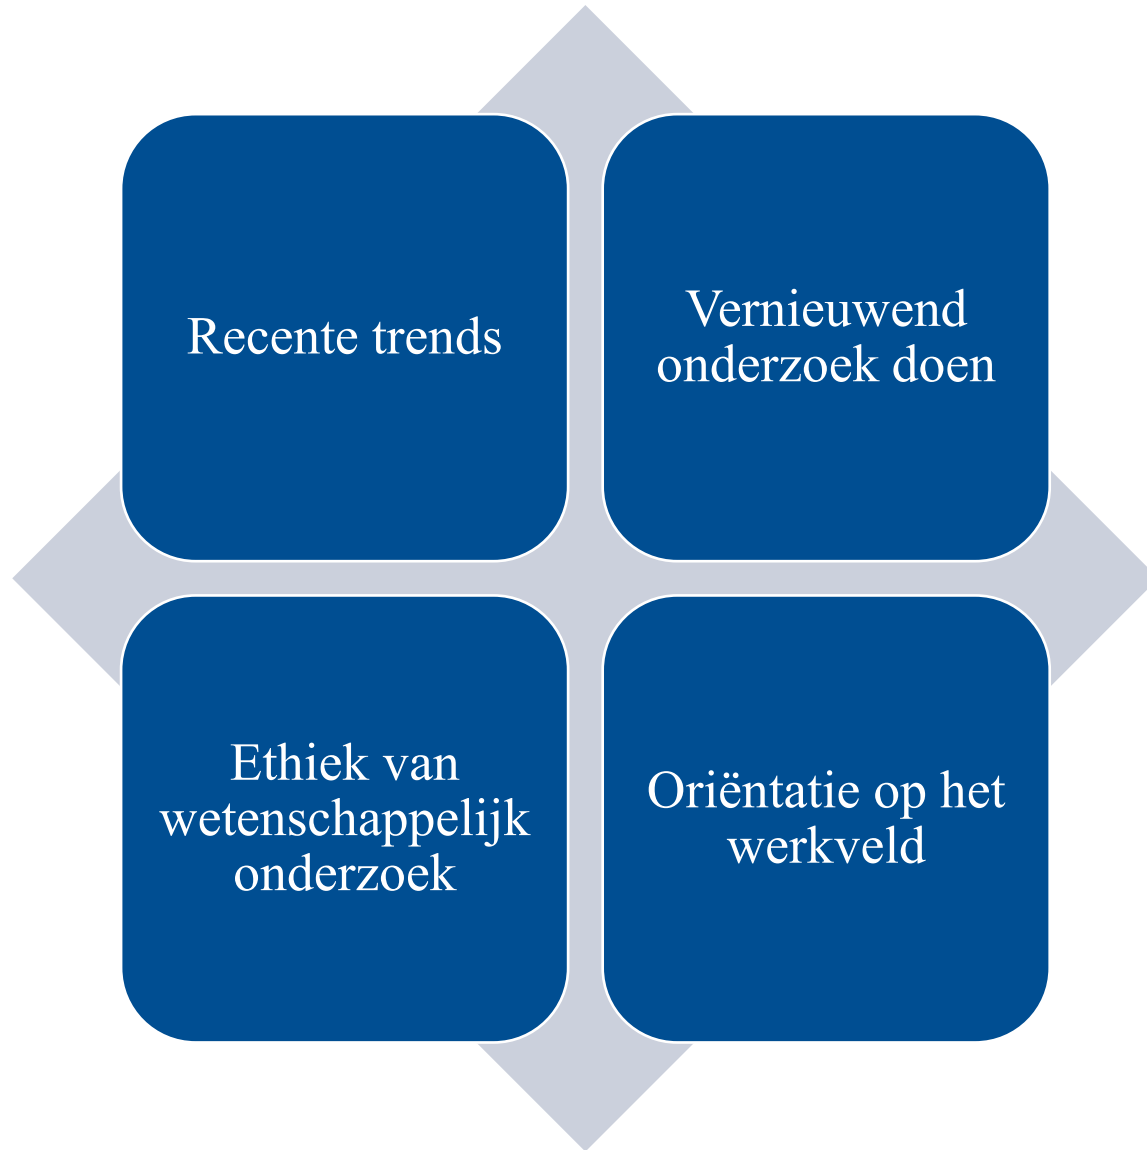 Recente trends
Vernieuwend
onderzoek doen
Ethiek van
wetenschappelijk
onderzoek
Oriëntatie op het
werkveld